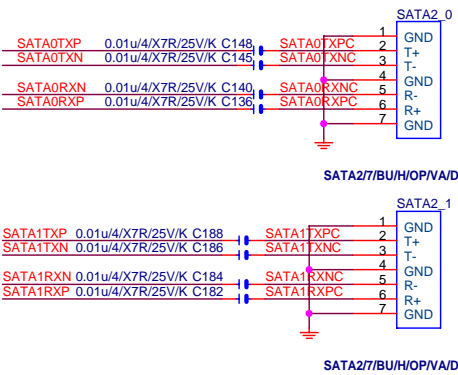 SATA2_0
1 GND
SATA0TXP 0.01u/4/X7R/25V/K C148 SATA0TXPC 2 T+
SATA0TXN 0.01u/4/X7R/25V/K C145 SATA0TXNC 3 T-
4 GND
SATA0RXN 0.01u/4/X7R/25V/K C140 SATA0RXNC 5 R-
SATA0RXP 0.01u/4/X7R/25V/K C136 SATA0RXPC 6 R+
7 GND
SATA2/7/BU/H/OP/VA/D
SATA2_1
1 GND
SATA1TXP 0.01u/4/X7R/25V/K C188 SATA1TXPC 2 T+
SATA1TXN 0.01u/4/X7R/25V/K C186 SATA1TXNC 3 T-
4 GND
SATA1RXN 0.01u/4/X7R/25V/K C184 SATA1RXNC 5 R-
SATA1RXP 0.01u/4/X7R/25V/K C182 SATA1RXPC 6 R+
7 GND
SATA2/7/BU/H/OP/VA/D